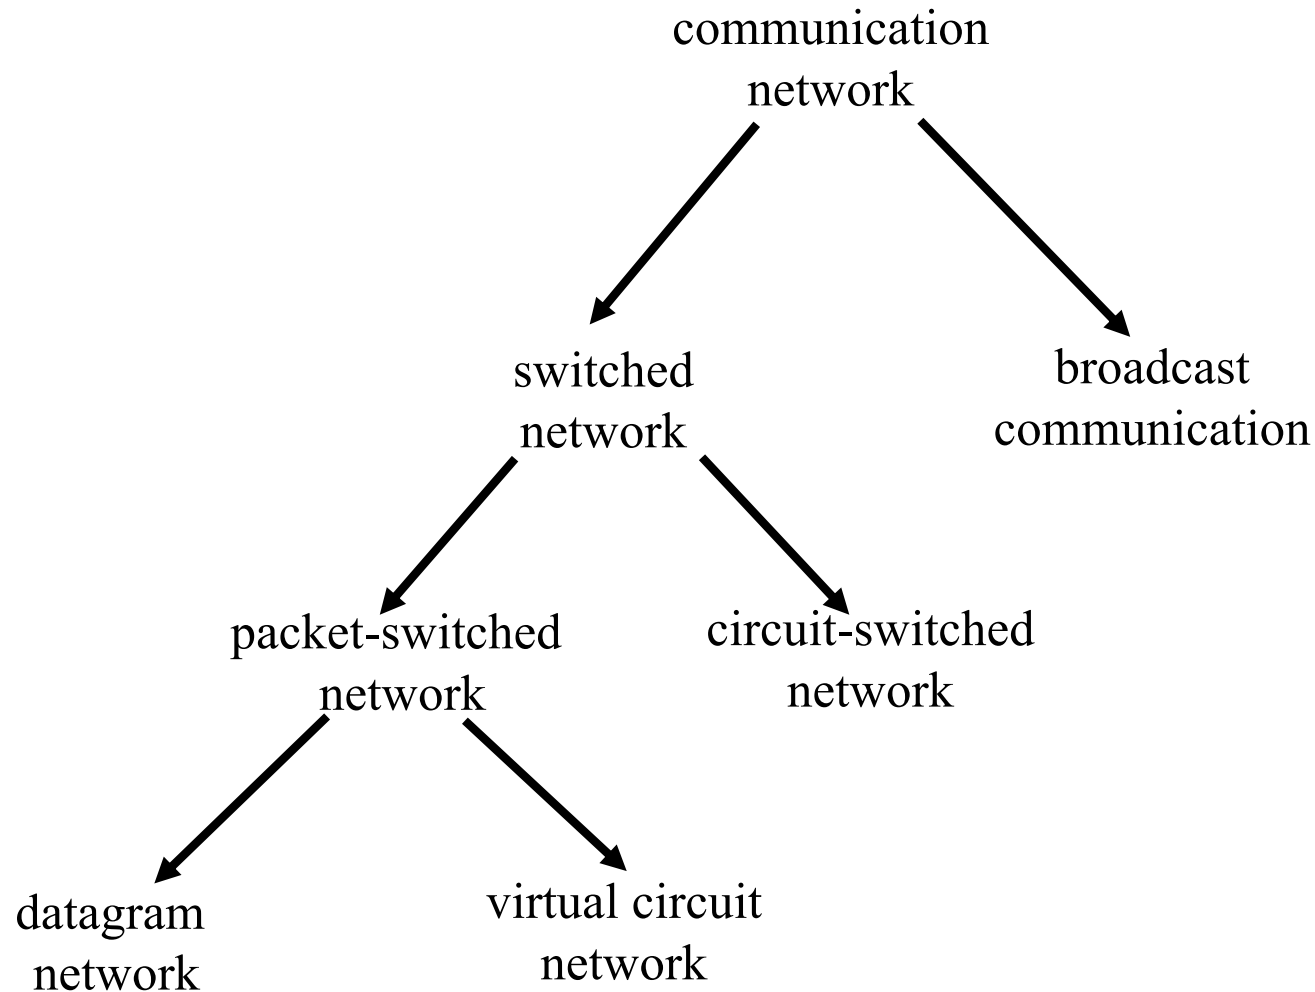 communication
network
switched
network
broadcast
communication
packet-switched
network
circuit-switched
network
datagram
network
virtual circuit
network